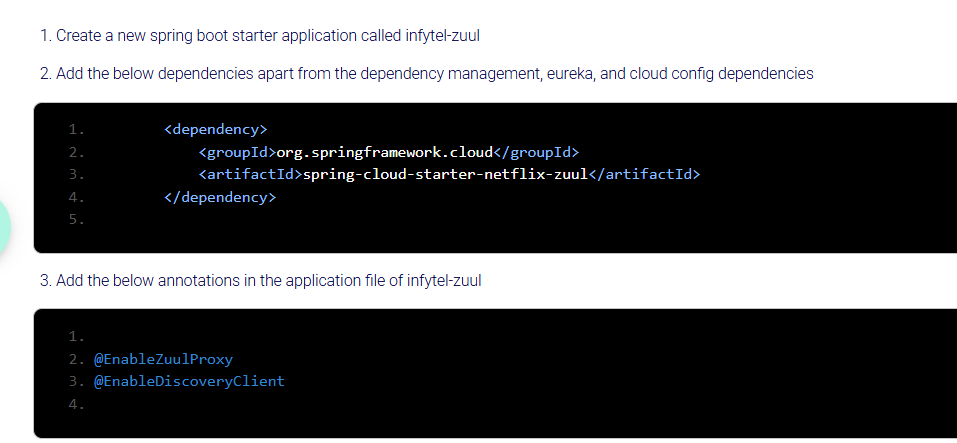 1. Create a new spring boot starter application called infytel-zuul
2. Add the below dependencies apart from the dependency management, eureka, and cloud config dependencies
1. <dependency>
2. <groupId>org.springframework.cloud</groupId>
3. <artifactId>spring-cloud-starter-netflix-zuul</artifactId>
4. </dependency>
5.
3. Add the below annotations in the application file of infytel-zuul
1.
2. @EnableZuulProxy
3. @EnableDiscoveryClient
4.